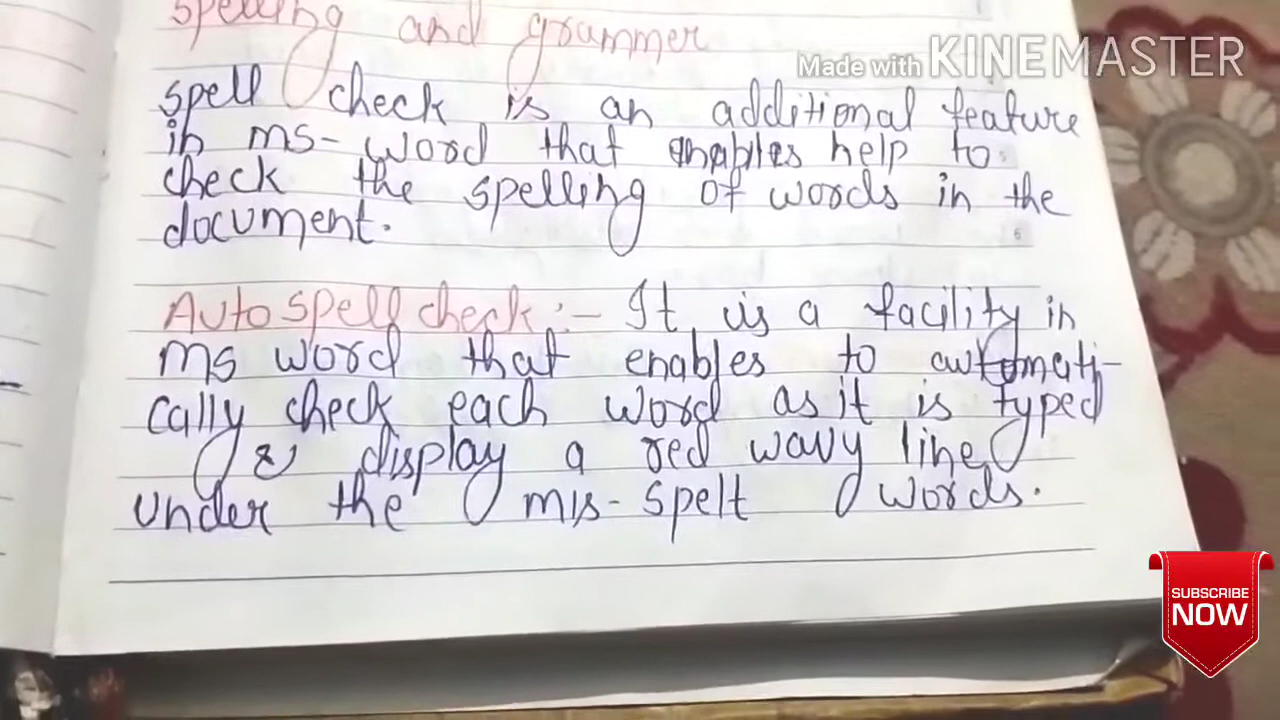 spelling and grammer
Made with KINEMASTER
spell check is an additional feature
in ms-word that enables help to
check the spelling of words in the
document.
Auto spell check :- It is a facility in
ms word that enables to automati-
cally check each word as it is typed
& display a red wavy line
under the mis-spelt words.
SUBSCRIBE
NOW